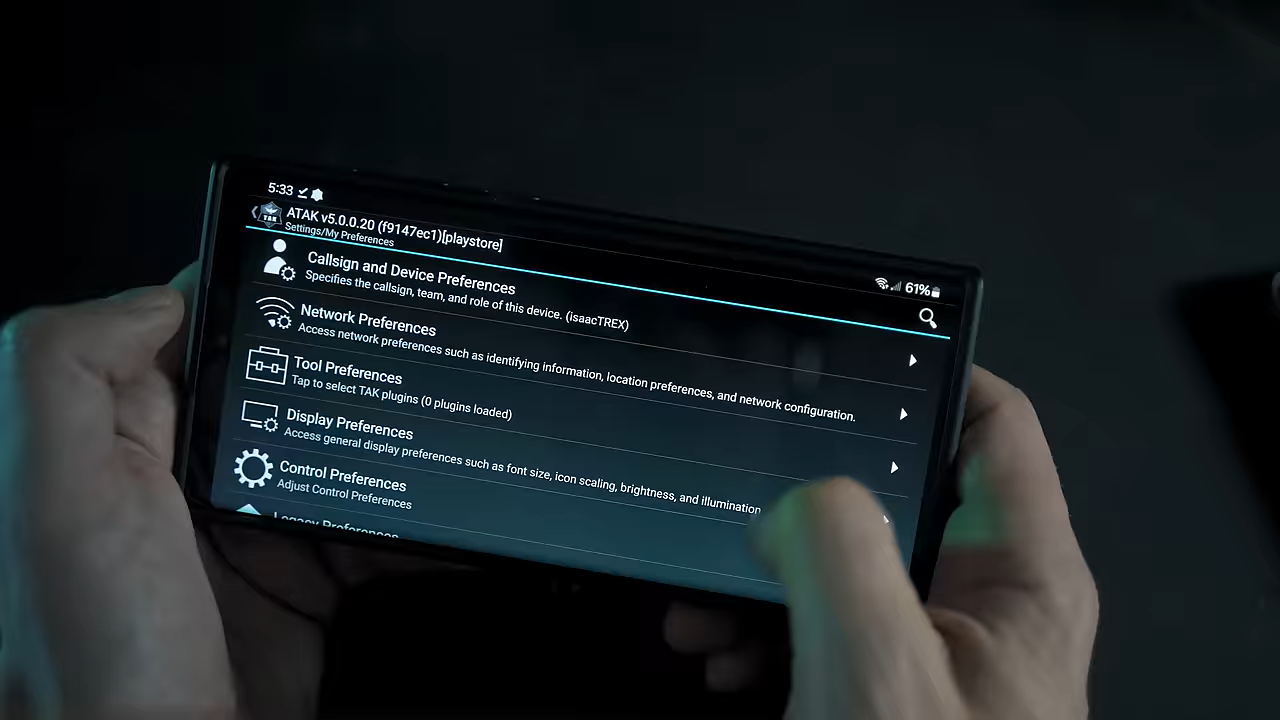 5:33
61%
ATAK v5.0.0.20 (f9147ec1)[playstore]
Settings/My Preferences
Callsign and Device Preferences
Specifies the callsign, team, and role of this device. (isaacTREX)
Network Preferences
Access network preferences such as identifying information, location preferences, and network configuration.
Tool Preferences
Tap to select TAK plugins (0 plugins loaded)
Display Preferences
Access general display preferences such as font size, icon scaling, brightness, and illumination
Control Preferences
Adjust Control Preferences
Legacy Preferences